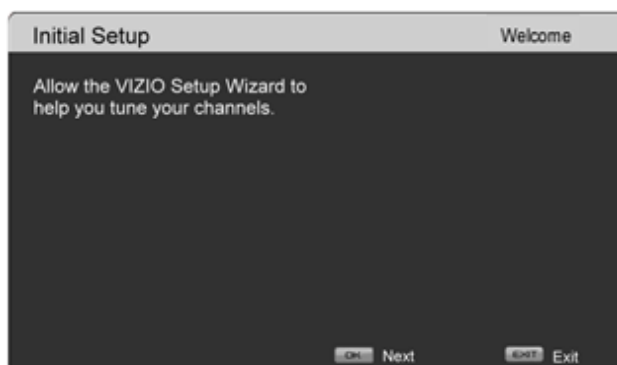 Initial Setup Welcome
Allow the VIZIO Setup Wizard to
help you tune your channels.
OK Next EXIT Exit